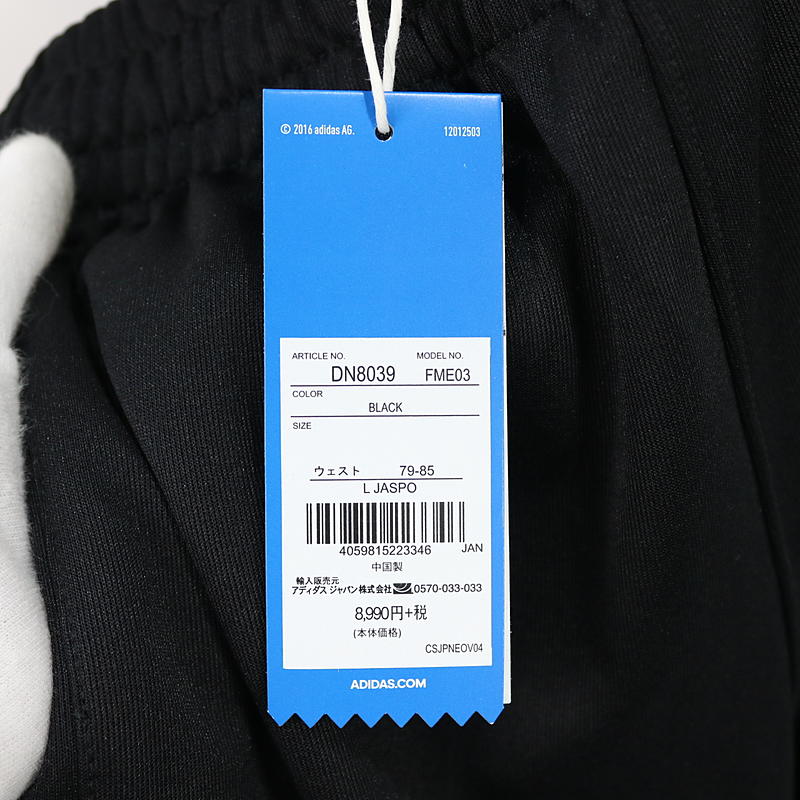 © 2016 adidas AG. 12012503
ARTICLE NO. MODEL NO.
DN8039 FME03
COLOR
BLACK
SIZE
ウェスト 79-85
L JASPO
4059815223346 JAN
中国製
輸入販売元
アディダス ジャパン株式会社 0570-033-033
8,990円+税
(本体価格)
CSJPNEOV04
ADIDAS.COM